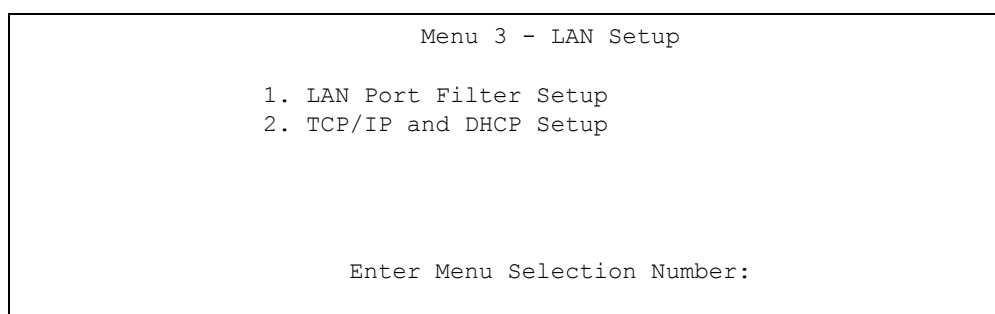 Menu 3 - LAN Setup
1. LAN Port Filter Setup
2. TCP/IP and DHCP Setup
Enter Menu Selection Number: